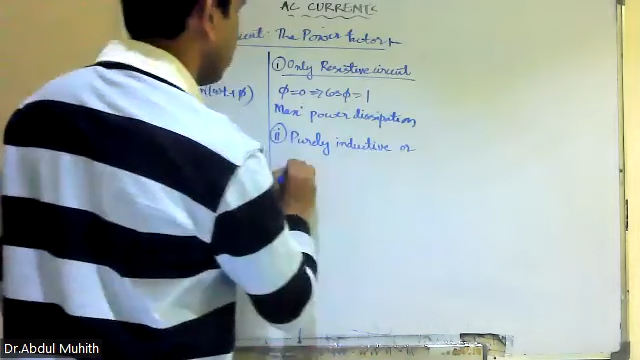 AC CURRENTS
The Power factor
(i) Only Resistive circuit
(ωt+φ)
φ=0 ⇒ Cosφ = 1
Max' power dissipation
(ii) Purely inductive or
Dr.Abdul Muhith